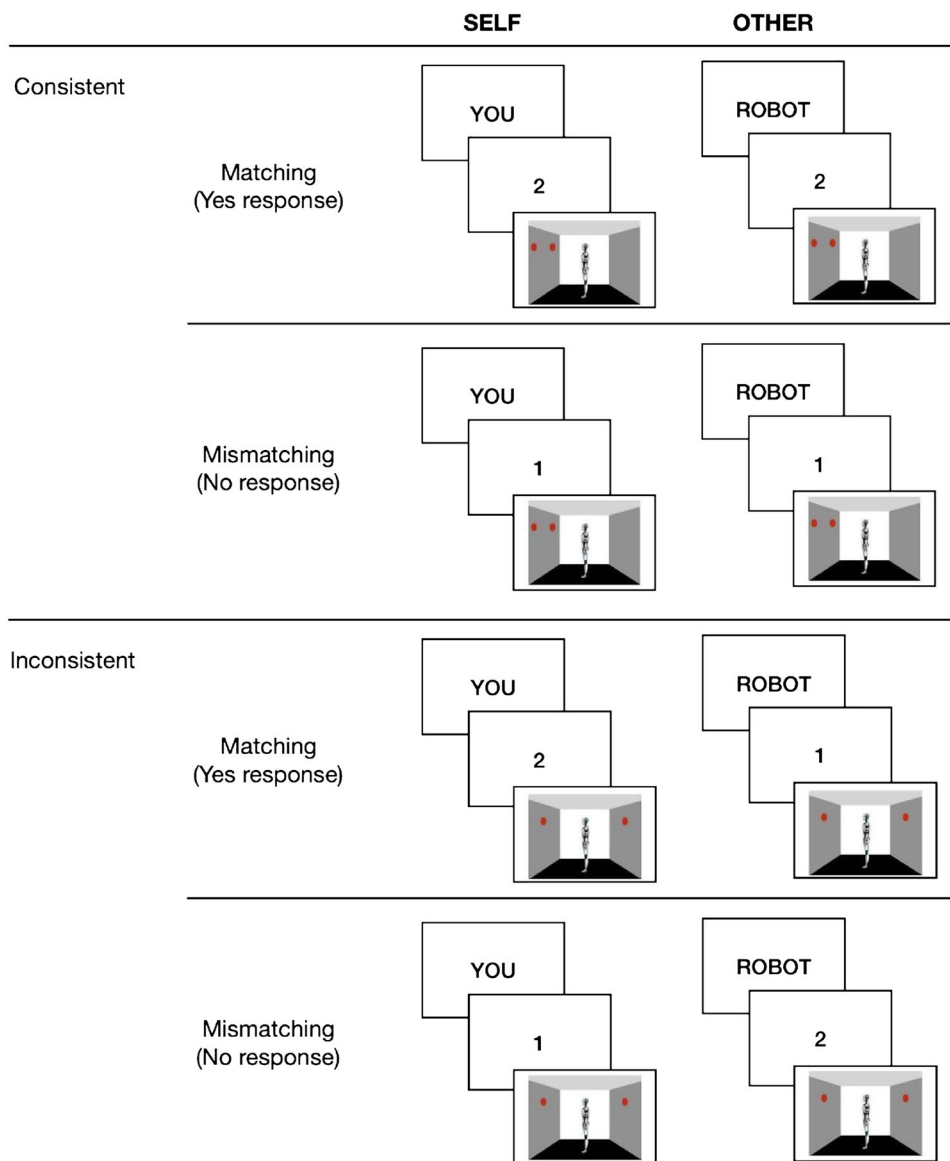 SELF OTHER
Consistent
YOU ROBOT
Matching
(Yes response)
2 2
YOU ROBOT
Mismatching
(No response)
1 1
Inconsistent
YOU ROBOT
Matching
(Yes response)
2 1
YOU ROBOT
Mismatching
(No response)
1 2